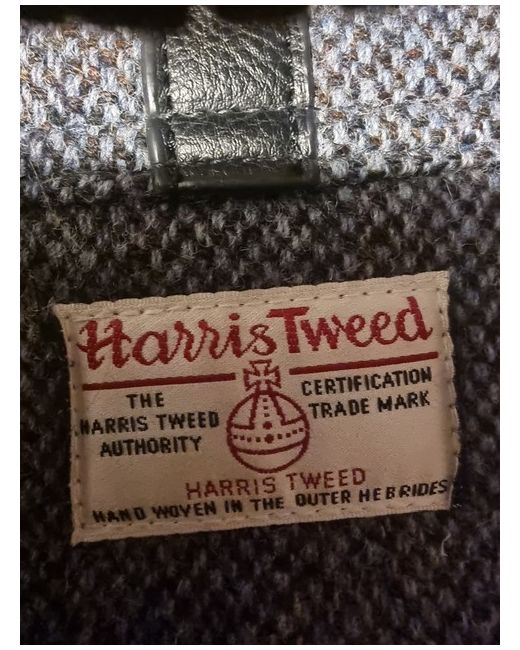 Harris Tweed
THE
HARRIS TWEED
AUTHORITY
CERTIFICATION
TRADE MARK
HARRIS TWEED
HAND WOVEN IN THE OUTER HEBRIDES